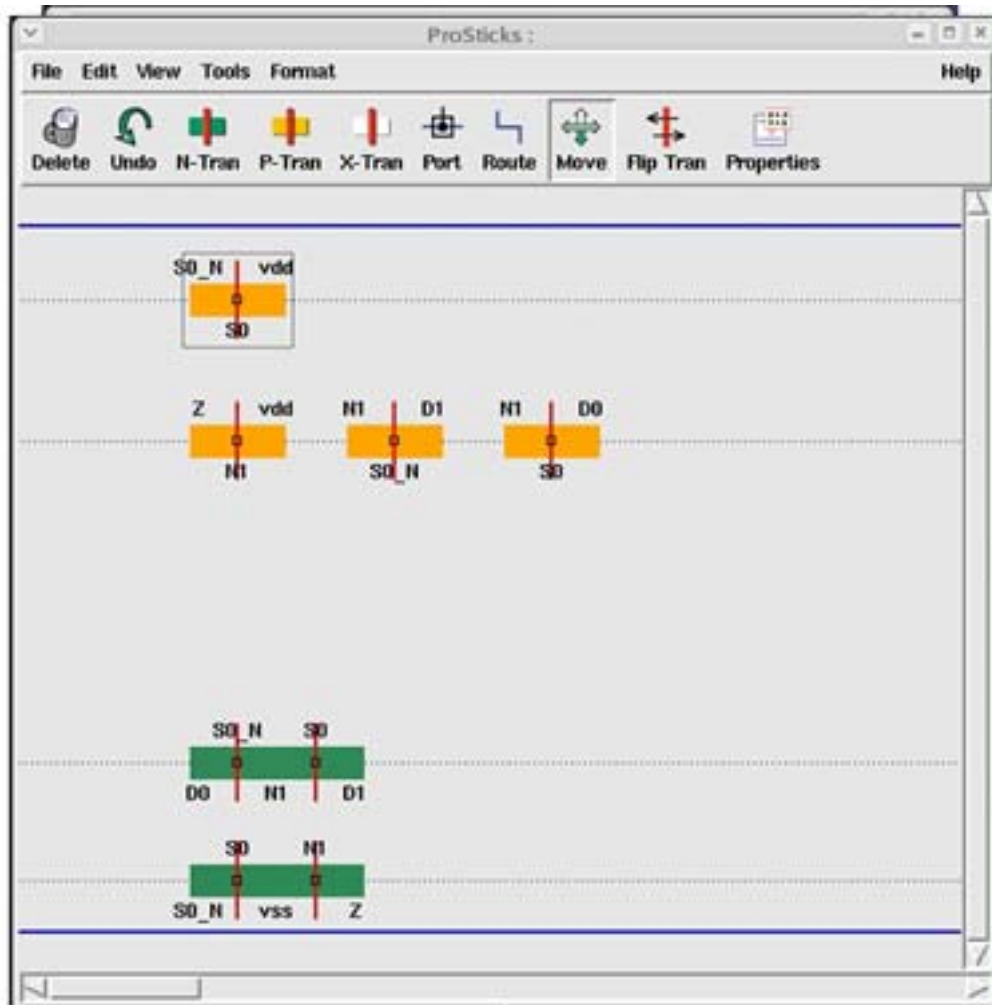 ProSticks :
File Edit View Tools Format Help
Delete Undo N-Tran P-Tran X-Tran Port Route Move Flip Tran Properties
S0_N vdd
S0
Z vdd N1 D1 N1 D0
N1 S0_N S0
S0_N S0
D0 N1 D1
S0 N1
S0_N vss Z